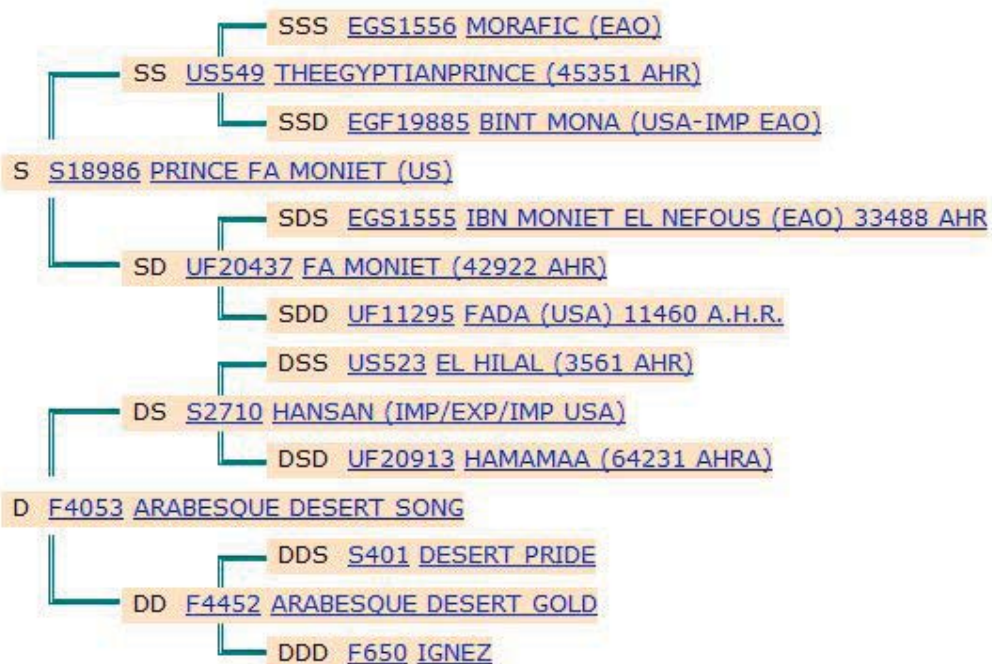 SSS EGS1556 MORAFIC (EAO)
SS US549 THEEGYPTIANPRINCE (45351 AHR)
SSD EGF19885 BINT MONA (USA-IMP EAO)
S S18986 PRINCE FA MONIET (US)
SDS EGS1555 IBN MONIET EL NEFOUS (EAO) 33488 AHR
SD UF20437 FA MONIET (42922 AHR)
SDD UF11295 FADA (USA) 11460 A.H.R.
DSS US523 EL HILAL (3561 AHR)
DS S2710 HANSAN (IMP/EXP/IMP USA)
DSD UF20913 HAMAMAA (64231 AHRA)
D F4053 ARABESQUE DESERT SONG
DDS S401 DESERT PRIDE
DD F4452 ARABESQUE DESERT GOLD
DDD F650 IGNEZ